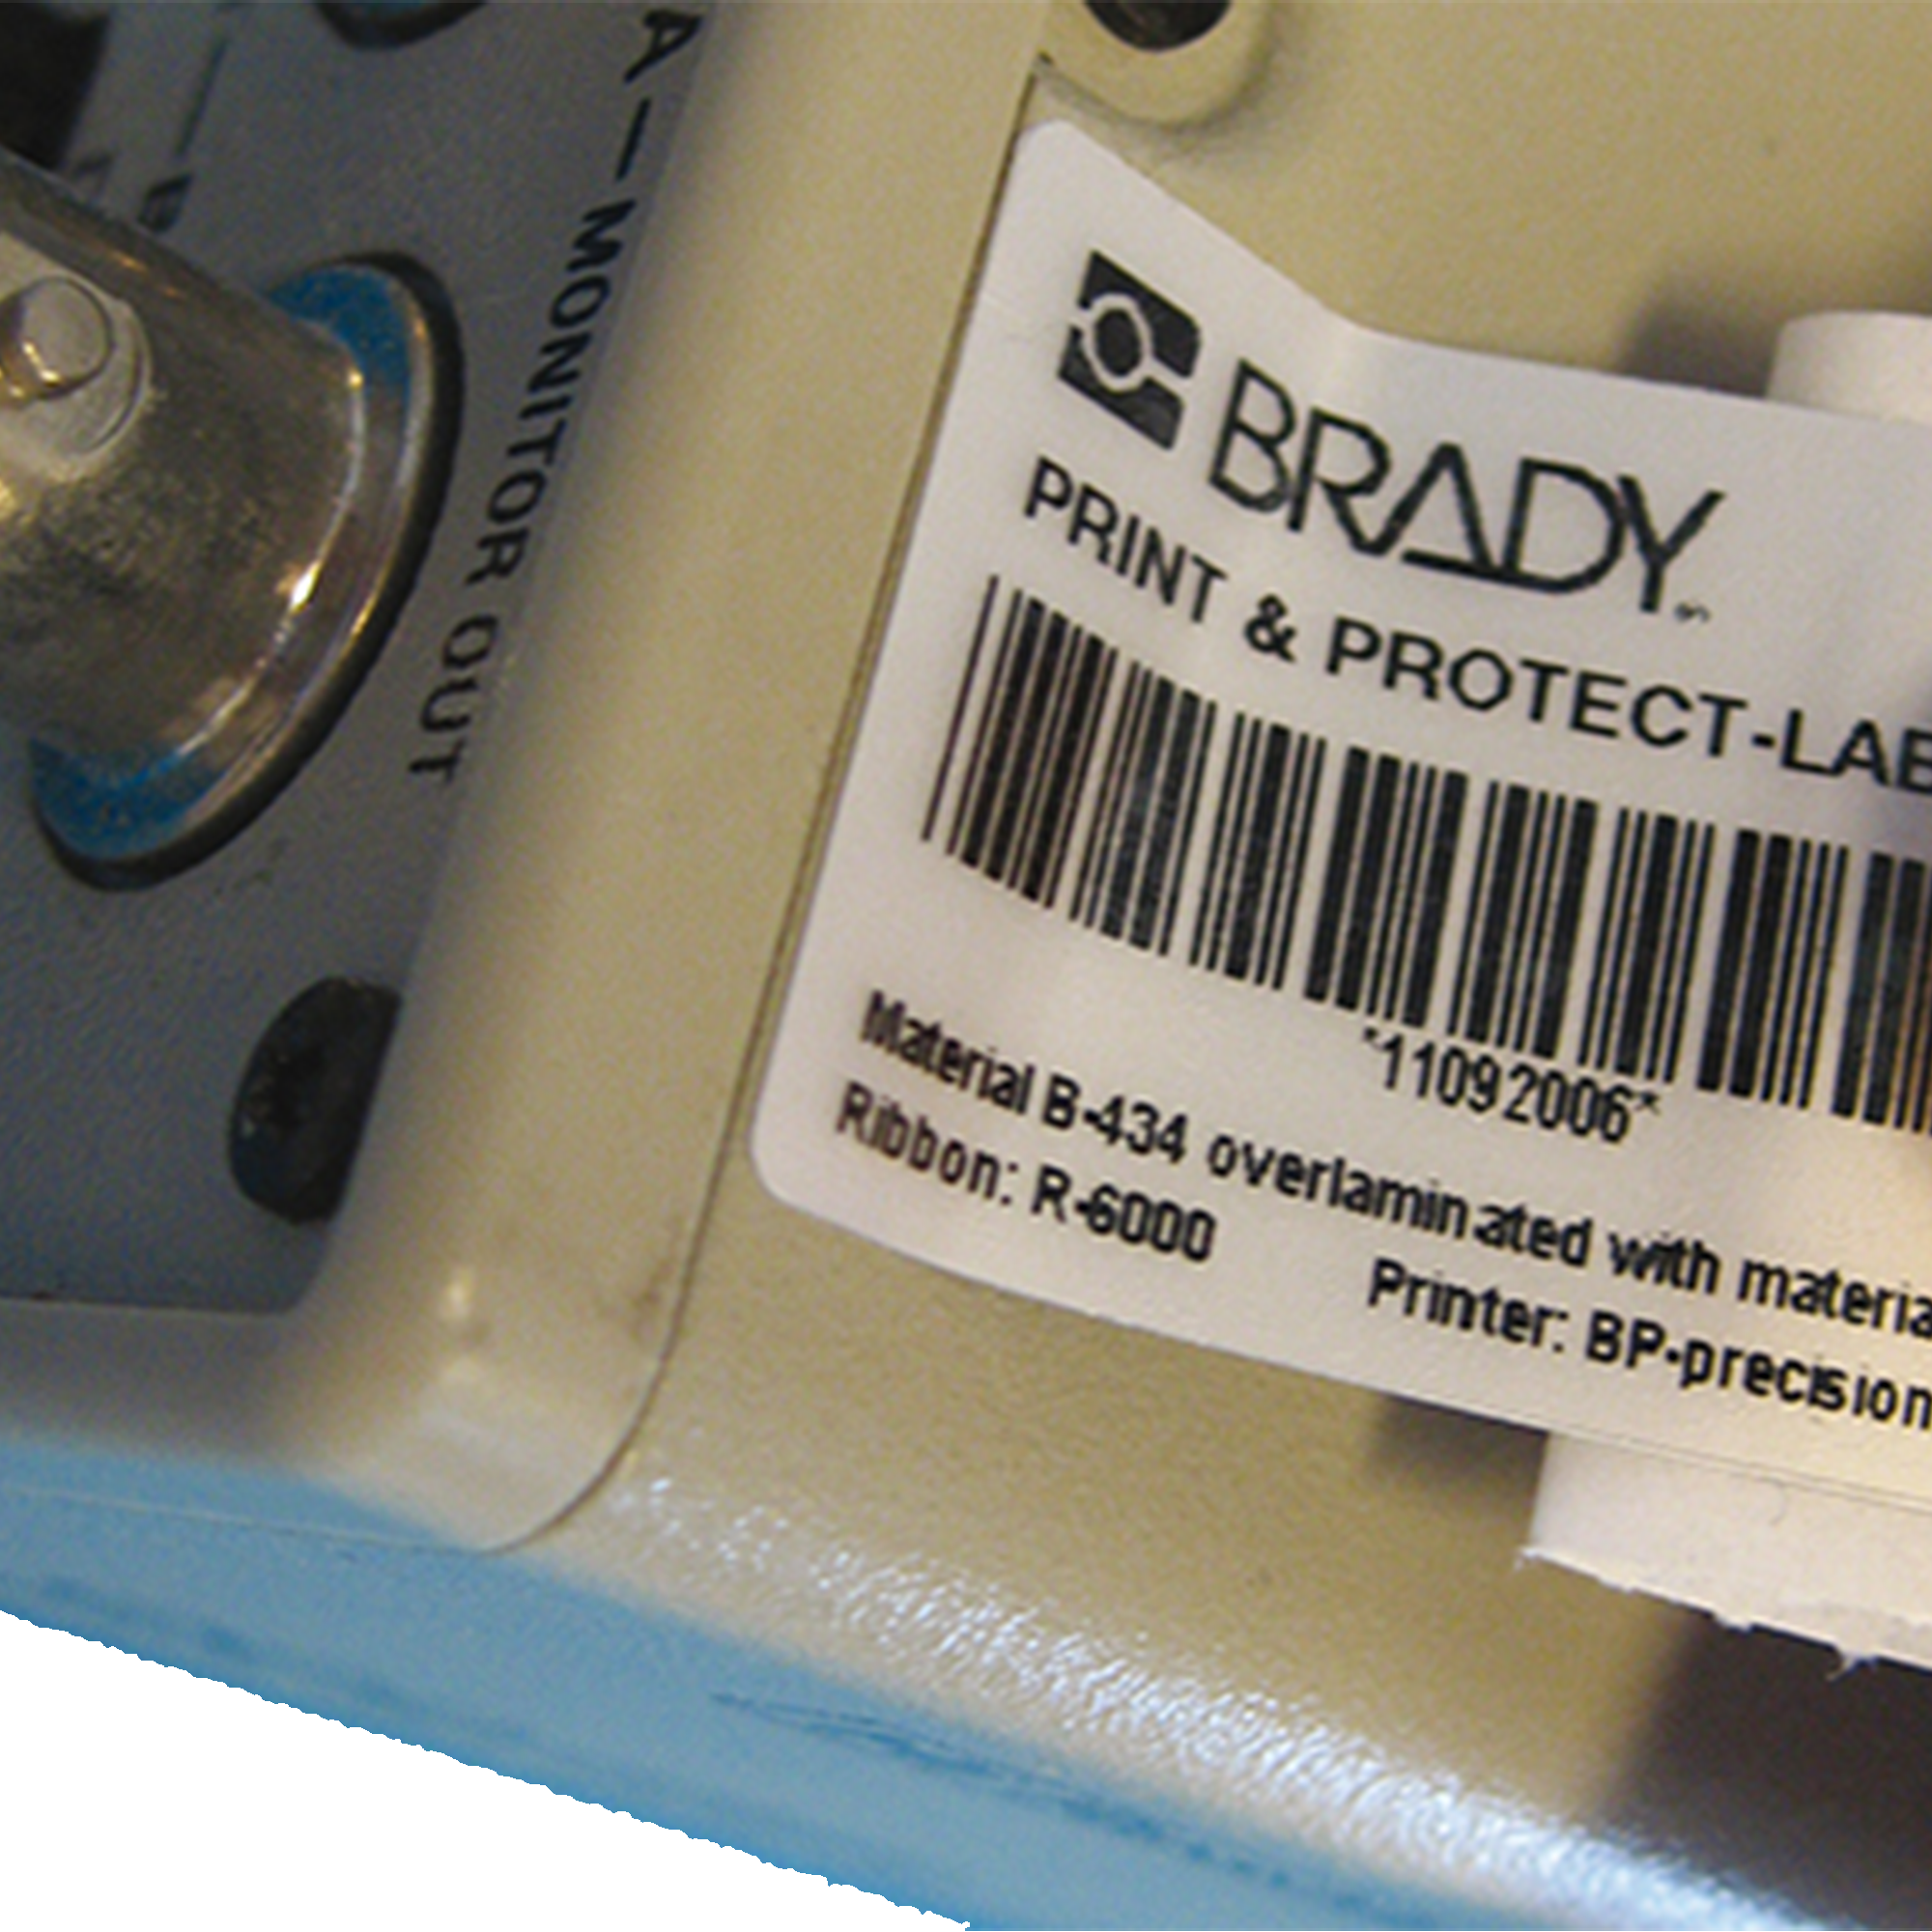 A — MONITOR OUT
BRADY
PRINT & PROTECT-LAB
*11092006*
Material B-434 overlaminated with materia
Ribbon: R-6000
Printer: BP-precision